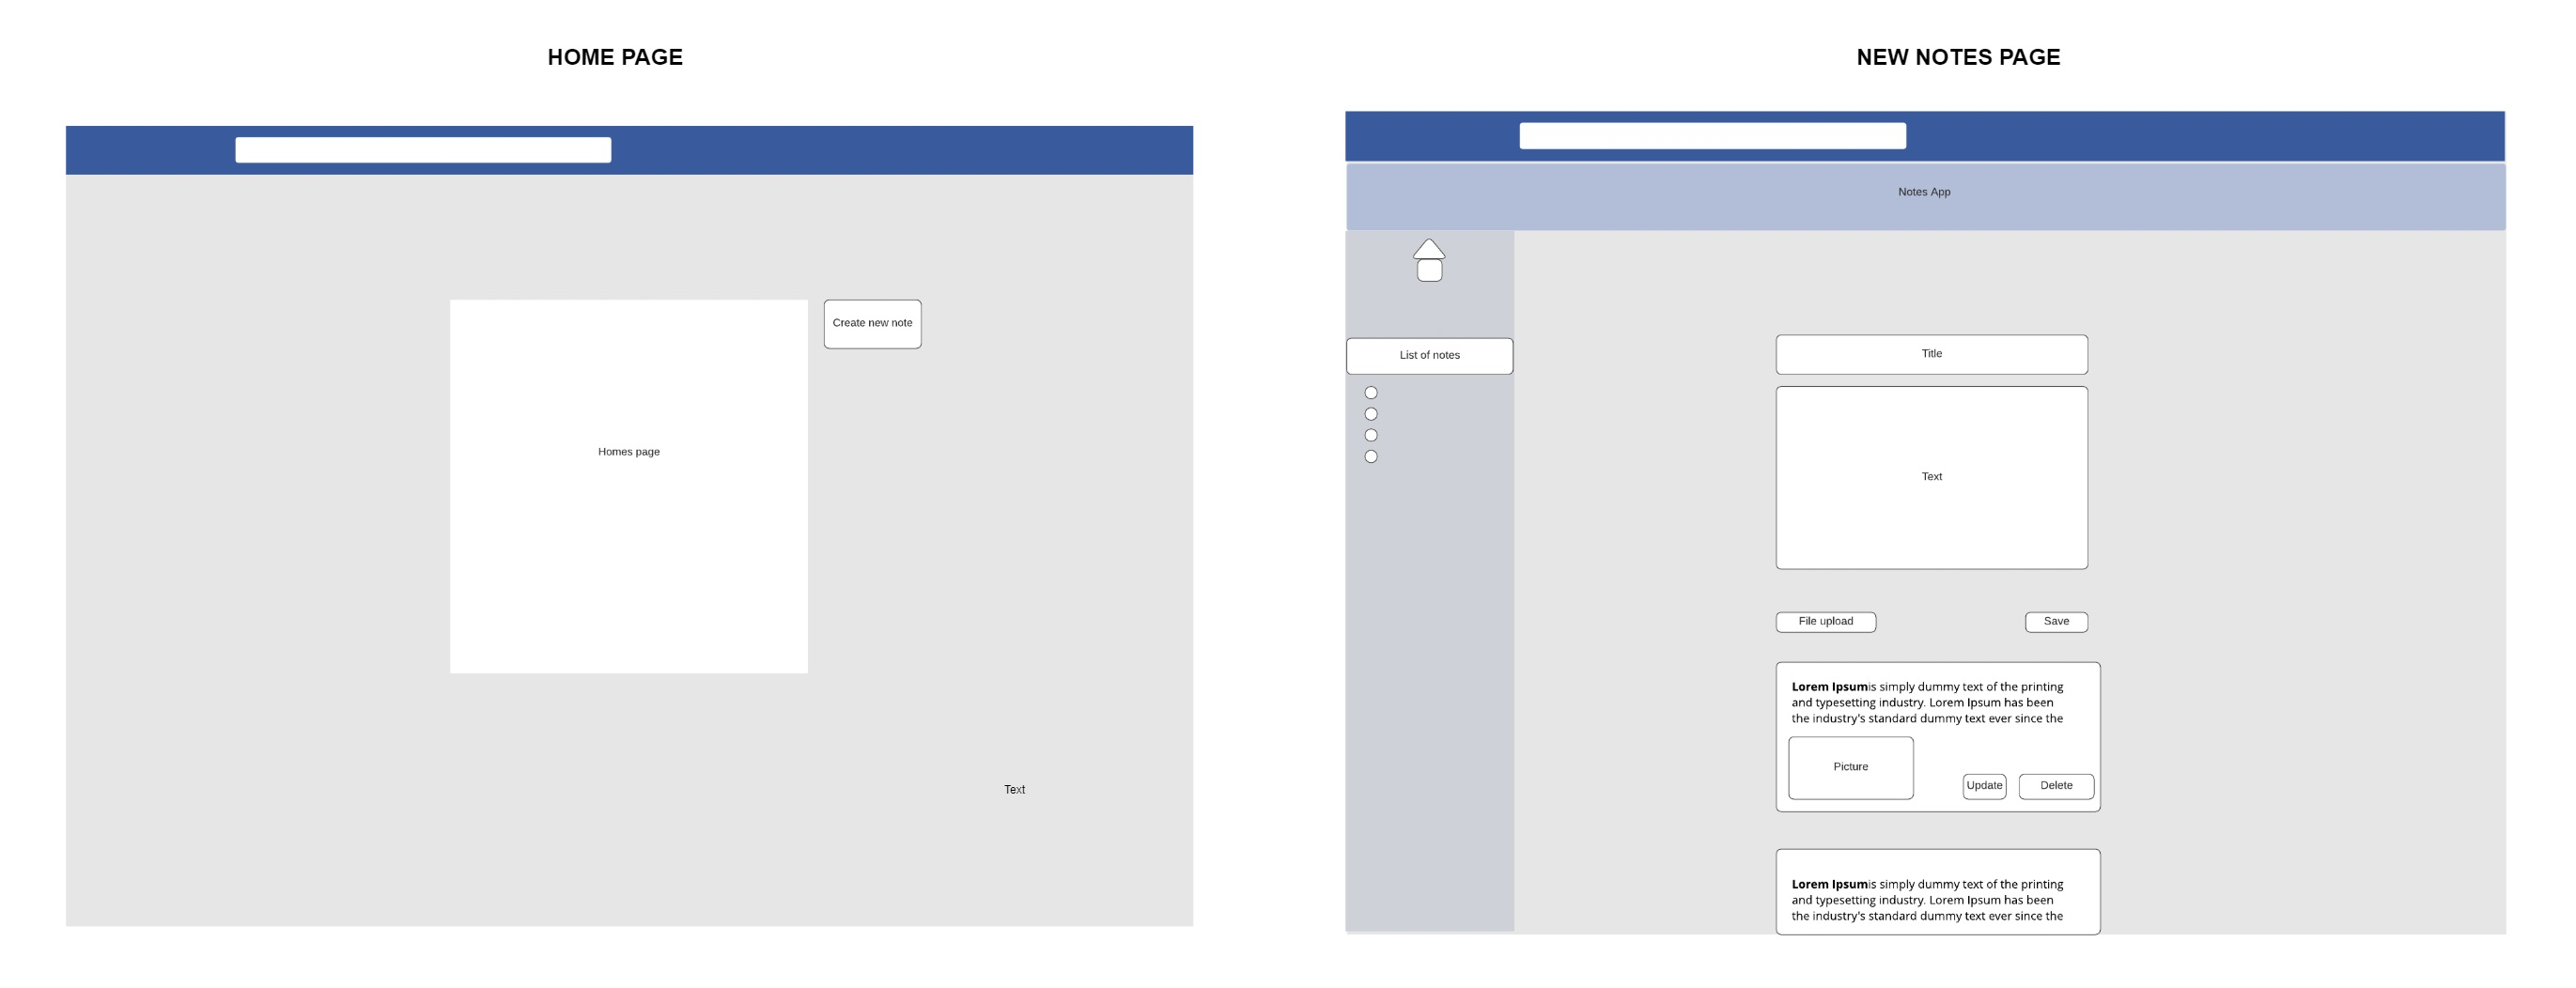 HOME PAGE
Create new note
Homes page
Text
NEW NOTES PAGE
Notes App
List of notes
Title
Text
File upload
Save
Lorem Ipsumis simply dummy text of the printing
and typesetting industry. Lorem Ipsum has been
the industry's standard dummy text ever since the
Picture
Update
Delete
Lorem Ipsumis simply dummy text of the printing
and typesetting industry. Lorem Ipsum has been
the industry's standard dummy text ever since the